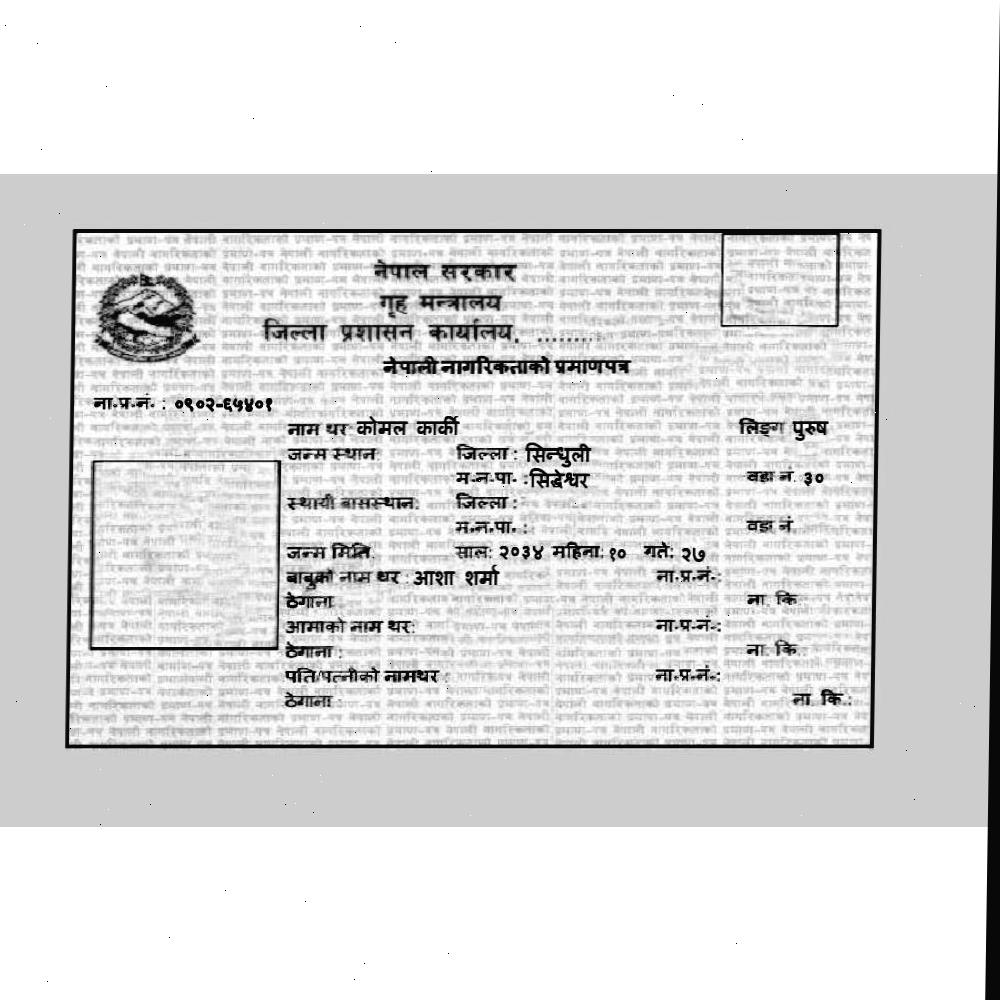 नेपाल सरकार
गृह मन्त्रालय
जिल्ला प्रशासन कार्यालय, .........
नेपाली नागरिकताको प्रमाणपत्र
ना.प्र.नं. : ०९०२-६५४०१
नाम थर: कोमल कार्की लिङ्ग पुरुष
जन्म स्थान: जिल्ला : सिन्धुली
म.न.पा. : सिद्धेश्वर वडा नं. ३०
स्थायी बासस्थान: जिल्ला :
म.न.पा. : वडा नं.
जन्म मिति: साल: २०३४ महिना: १० गते: २७
बाबुको नाम थर : आशा शर्मा ना.प्र.नं.:
ठेगाना: ना. कि.:
आमाको नाम थर: ना.प्र.नं.:
ठेगाना : ना. कि.:
पति/पत्नीको नामथर : ना.प्र.नं.:
ठेगाना : ना. कि.: